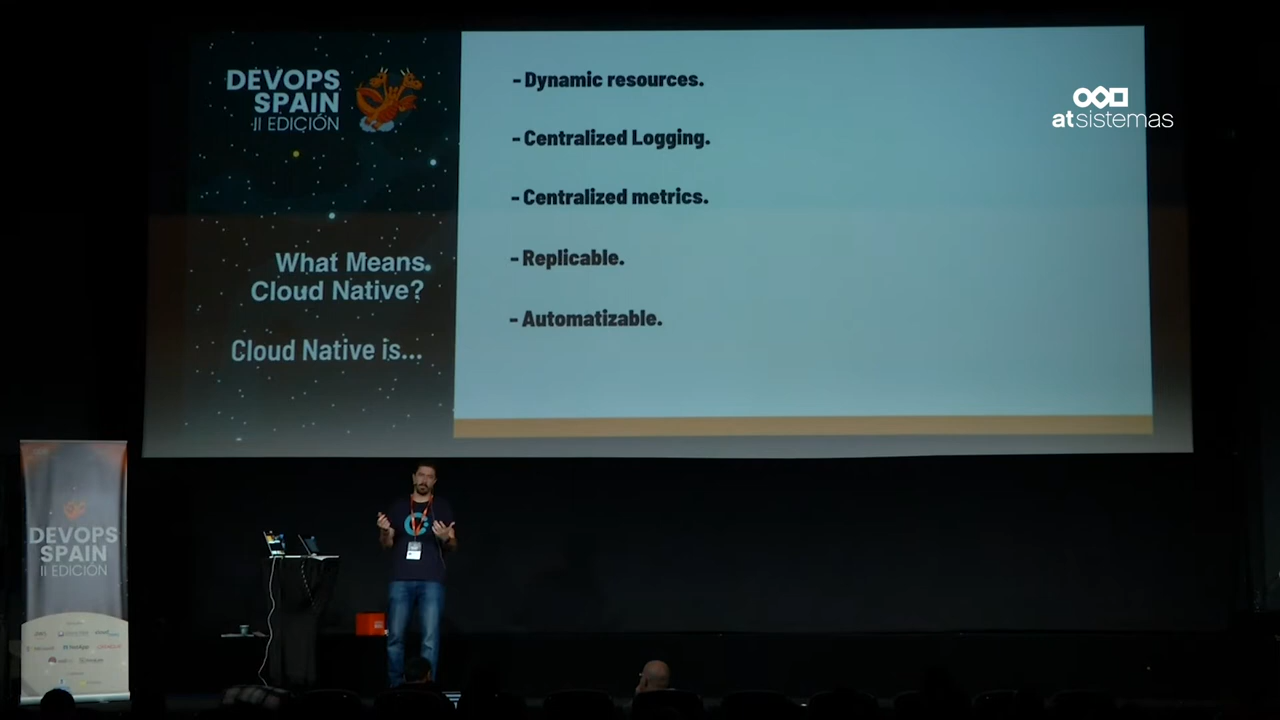 DEVOPS
SPAIN
II EDICIÓN
What Means
Cloud Native?
Cloud Native is...
- Dynamic resources.
- Centralized Logging.
- Centralized metrics.
- Replicable.
- Automatizable.
atsistemas
DEVOPS
SPAIN
II EDICIÓN